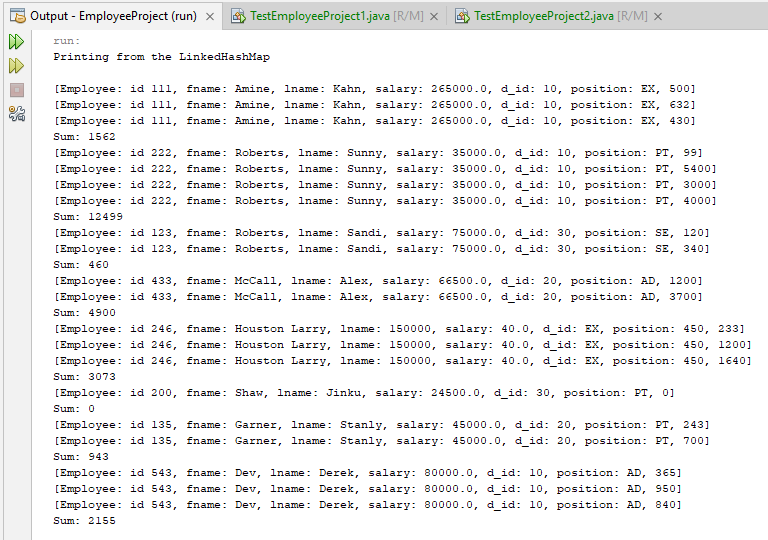 Output - EmployeeProject (run) × TestEmployeeProject1.java [R/M] × TestEmployeeProject2.java [R/M] ×
run:
Printing from the LinkedHashMap
[Employee: id 111, fname: Amine, lname: Kahn, salary: 265000.0, d_id: 10, position: EX, 500]
[Employee: id 111, fname: Amine, lname: Kahn, salary: 265000.0, d_id: 10, position: EX, 632]
[Employee: id 111, fname: Amine, lname: Kahn, salary: 265000.0, d_id: 10, position: EX, 430]
Sum: 1562
[Employee: id 222, fname: Roberts, lname: Sunny, salary: 35000.0, d_id: 10, position: PT, 99]
[Employee: id 222, fname: Roberts, lname: Sunny, salary: 35000.0, d_id: 10, position: PT, 5400]
[Employee: id 222, fname: Roberts, lname: Sunny, salary: 35000.0, d_id: 10, position: PT, 3000]
[Employee: id 222, fname: Roberts, lname: Sunny, salary: 35000.0, d_id: 10, position: PT, 4000]
Sum: 12499
[Employee: id 123, fname: Roberts, lname: Sandi, salary: 75000.0, d_id: 30, position: SE, 120]
[Employee: id 123, fname: Roberts, lname: Sandi, salary: 75000.0, d_id: 30, position: SE, 340]
Sum: 460
[Employee: id 433, fname: McCall, lname: Alex, salary: 66500.0, d_id: 20, position: AD, 1200]
[Employee: id 433, fname: McCall, lname: Alex, salary: 66500.0, d_id: 20, position: AD, 3700]
Sum: 4900
[Employee: id 246, fname: Houston Larry, lname: 150000, salary: 40.0, d_id: EX, position: 450, 233]
[Employee: id 246, fname: Houston Larry, lname: 150000, salary: 40.0, d_id: EX, position: 450, 1200]
[Employee: id 246, fname: Houston Larry, lname: 150000, salary: 40.0, d_id: EX, position: 450, 1640]
Sum: 3073
[Employee: id 200, fname: Shaw, lname: Jinku, salary: 24500.0, d_id: 30, position: PT, 0]
Sum: 0
[Employee: id 135, fname: Garner, lname: Stanly, salary: 45000.0, d_id: 20, position: PT, 243]
[Employee: id 135, fname: Garner, lname: Stanly, salary: 45000.0, d_id: 20, position: PT, 700]
Sum: 943
[Employee: id 543, fname: Dev, lname: Derek, salary: 80000.0, d_id: 10, position: AD, 365]
[Employee: id 543, fname: Dev, lname: Derek, salary: 80000.0, d_id: 10, position: AD, 950]
[Employee: id 543, fname: Dev, lname: Derek, salary: 80000.0, d_id: 10, position: AD, 840]
Sum: 2155